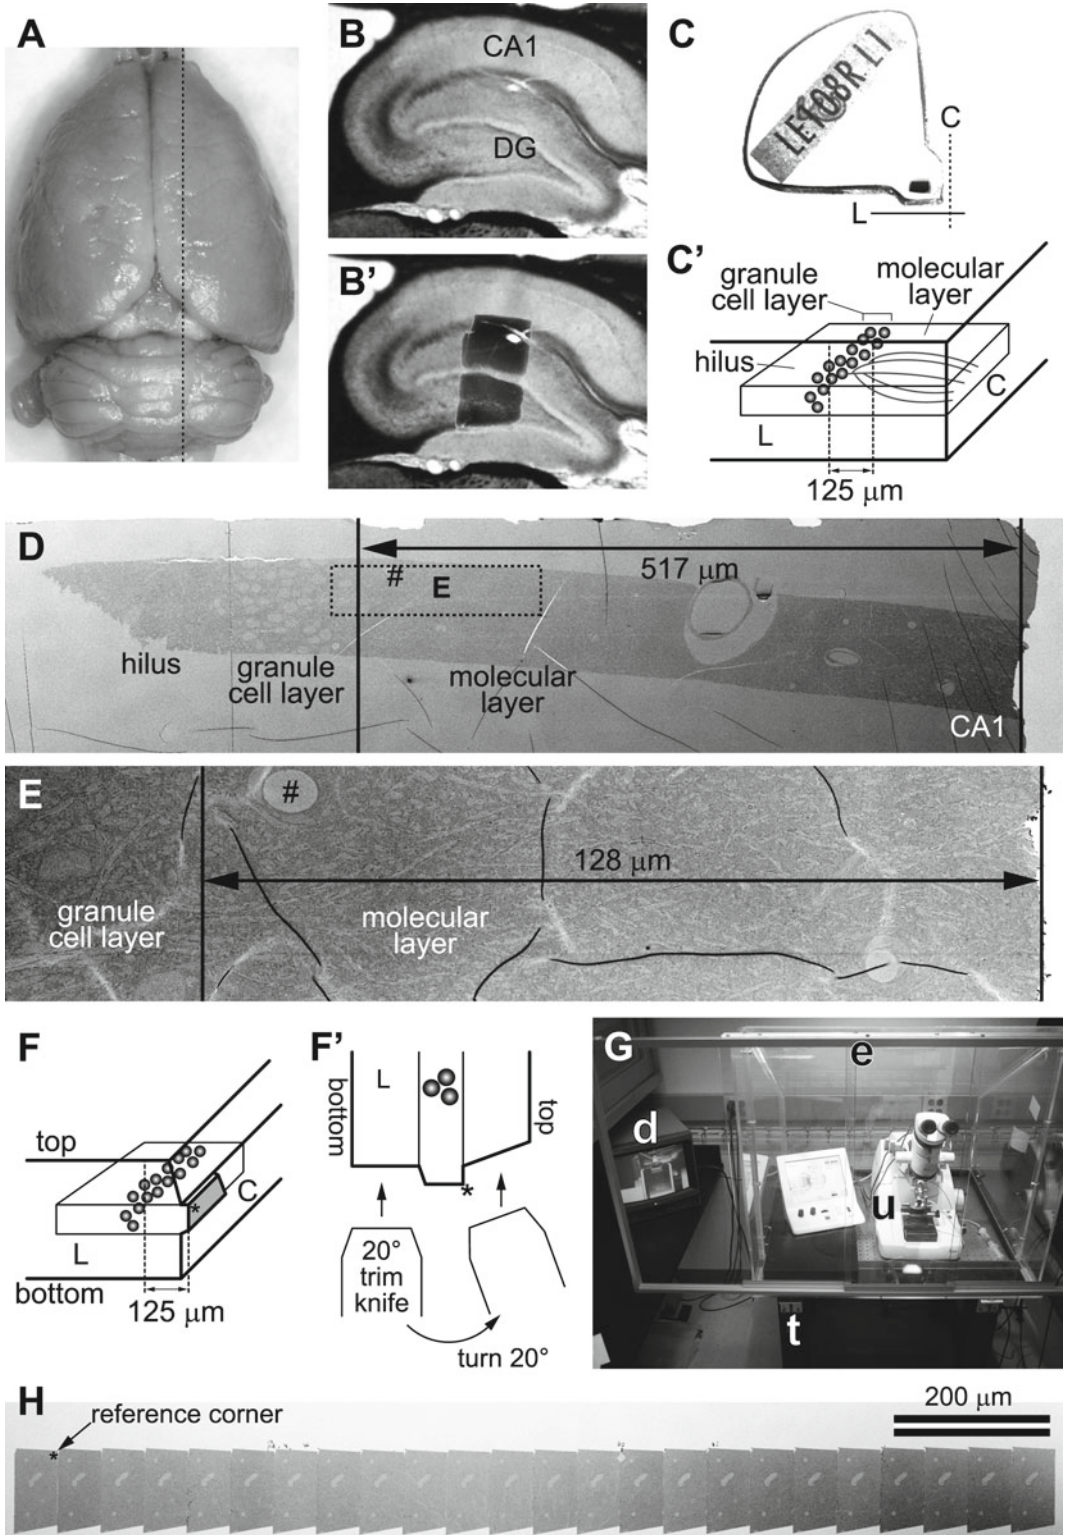 A
B
CA1
DG
B'
C
LET08R L1
C
L
C'
granule
cell layer
molecular
layer
hilus
L
C
125 µm
D
#
E
517 µm
hilus
granule
cell layer
molecular
layer
CA1
E
#
128 µm
granule
cell layer
molecular
layer
F
top
C
*
L
bottom
125 µm
F'
bottom
L
top
*
20°
trim
knife
turn 20°
G
e
d
u
t
H
reference corner
*
200 µm